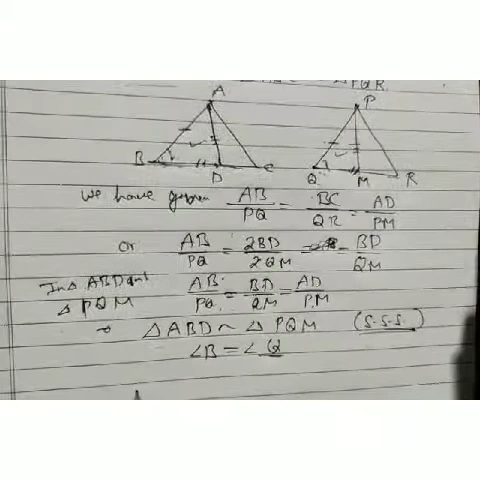 △PQR.
A
P
B D C
Q M R
We have given AB/PQ = BC/QR = AD/PM
or AB/PQ = 2BD/2QM = BD/QM
In △ ABD and △ PQM AB/PQ = BD/QM = AD/PM
△ ABD ~ △ PQM (S.S.S)
∠B = ∠Q